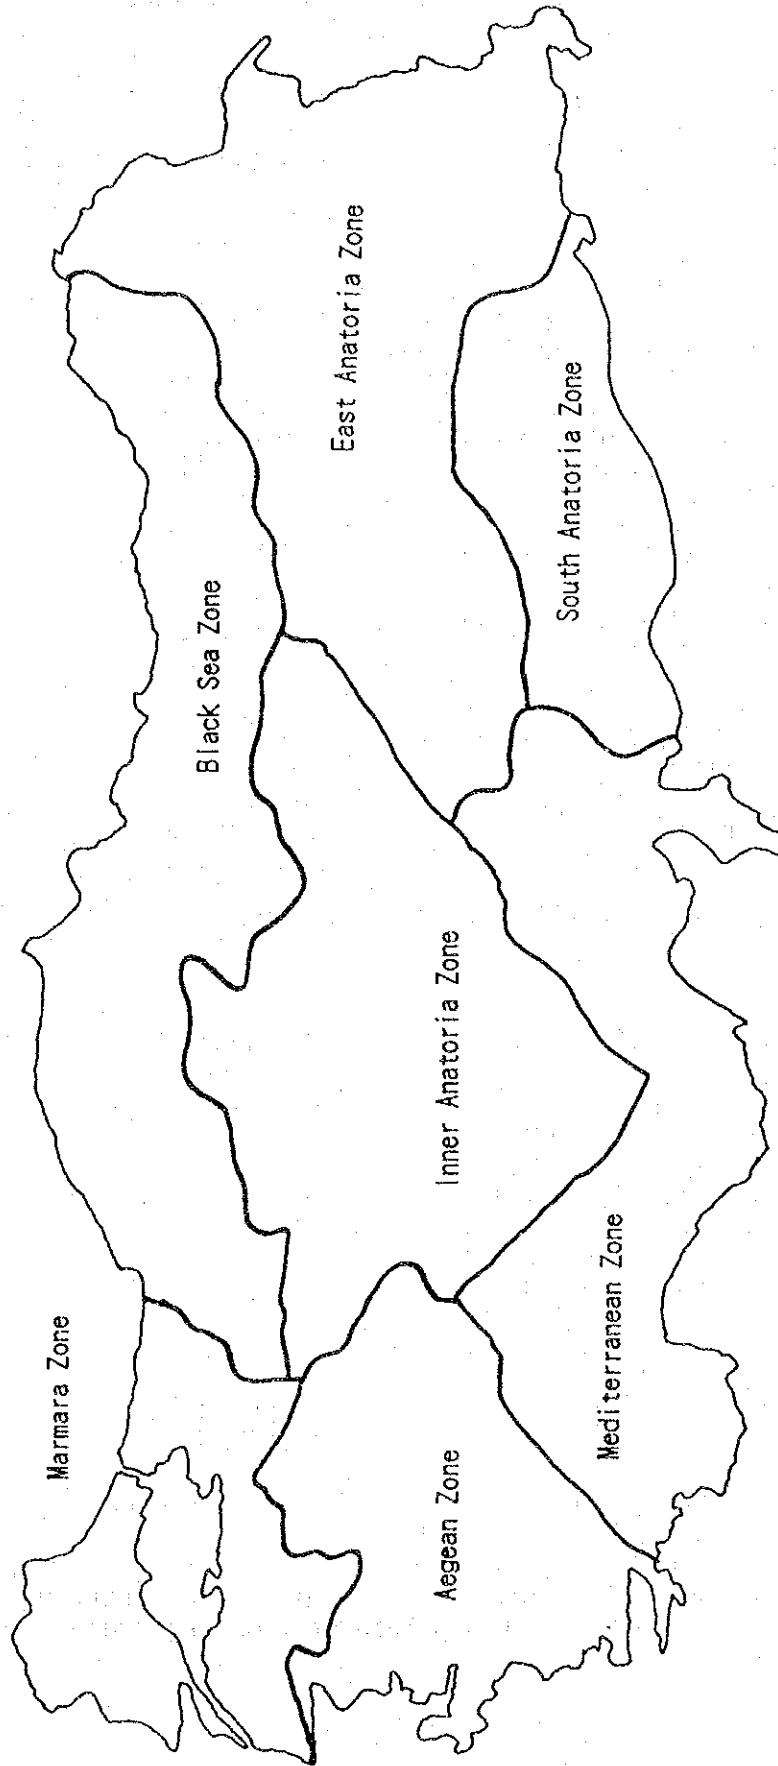 Marmara Zone
Black Sea Zone
East Anatoria Zone
Inner Anatoria Zone
Aegean Zone
South Anatoria Zone
Mediterranean Zone